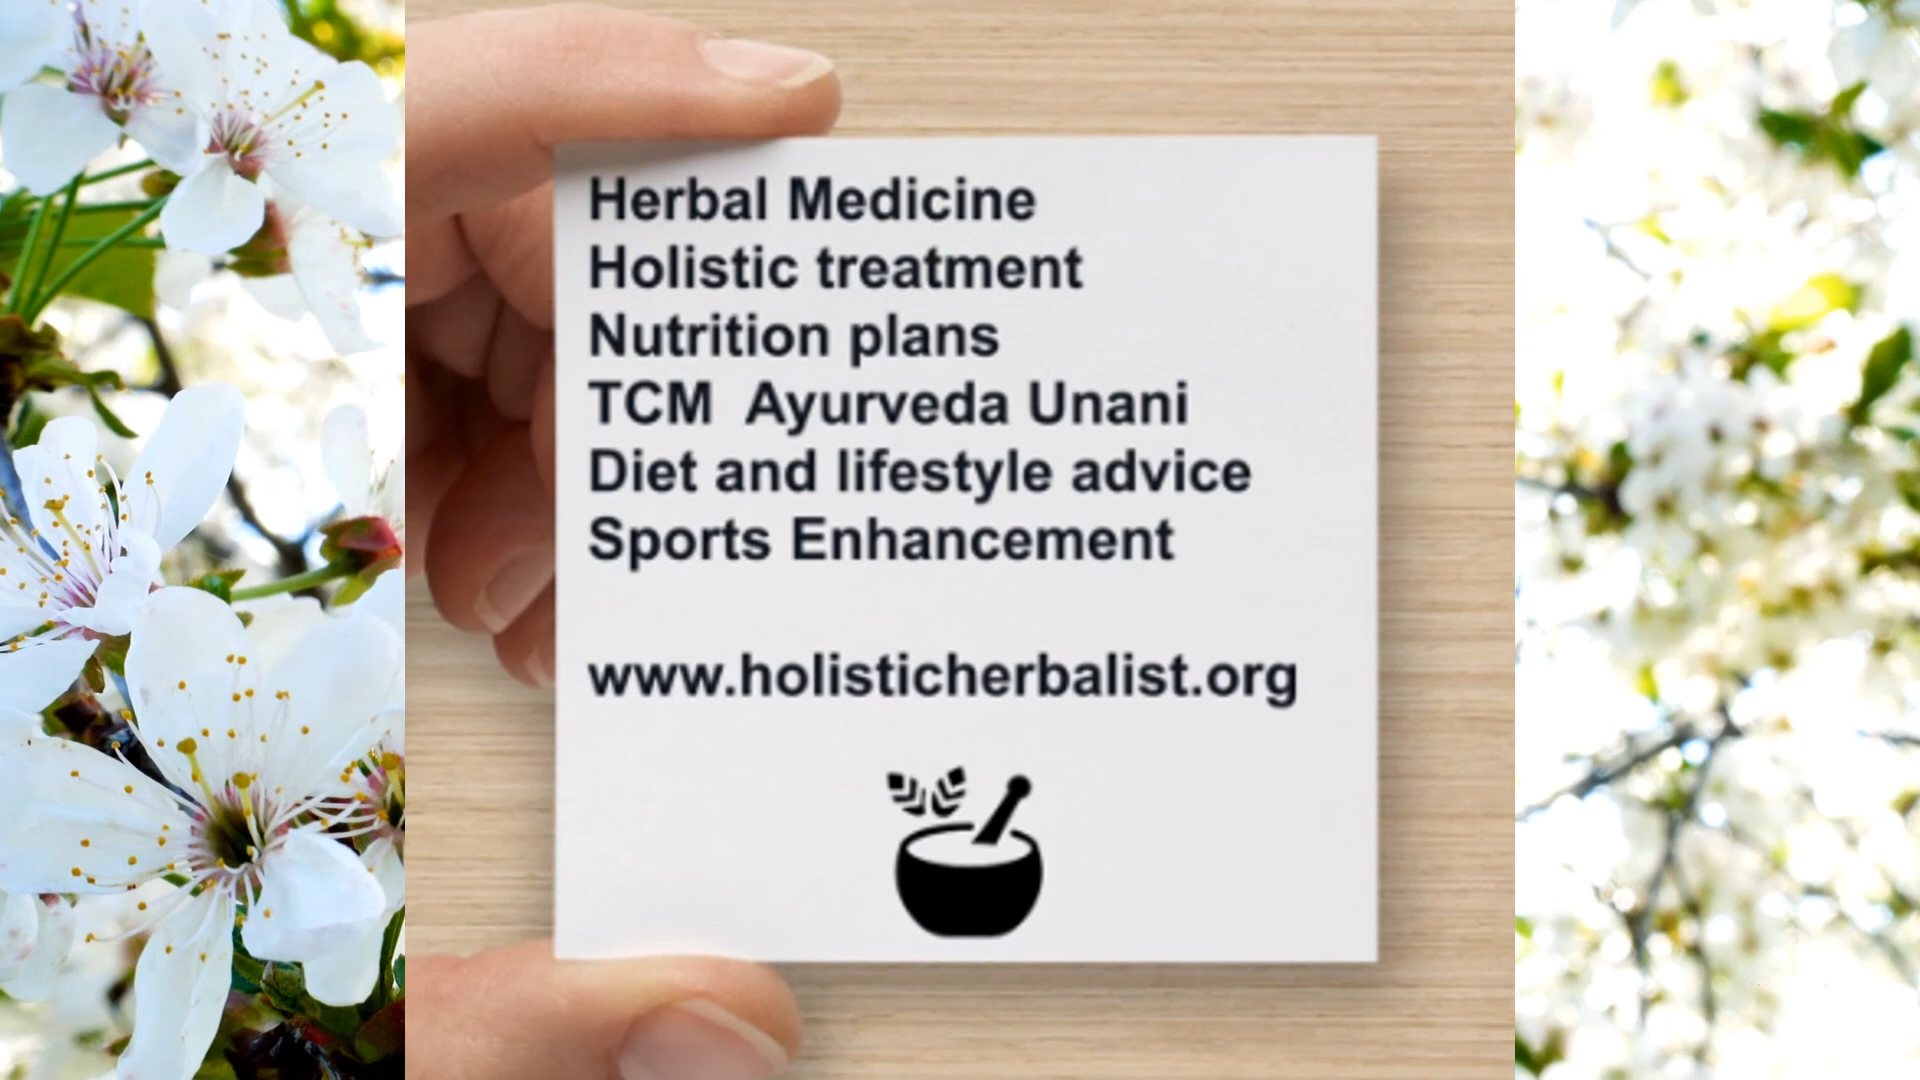 Herbal Medicine
Holistic treatment
Nutrition plans
TCM  Ayurveda Unani
Diet and lifestyle advice
Sports Enhancement
www.holisticherbalist.org